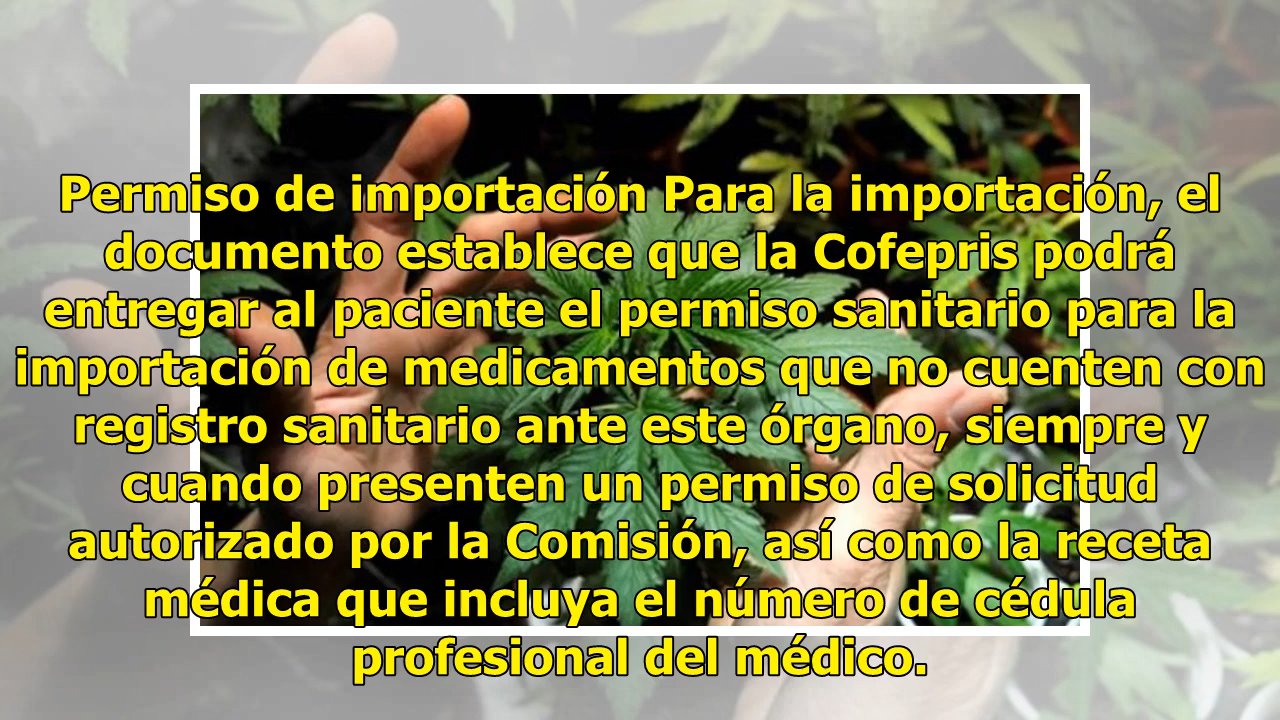 Permiso de importación Para la importación, el
documento establece que la Cofepris podrá
entregar al paciente el permiso sanitario para la
importación de medicamentos que no cuenten con
registro sanitario ante este órgano, siempre y
cuando presenten un permiso de solicitud
autorizado por la Comisión, así como la receta
médica que incluya el número de cédula
profesional del médico.